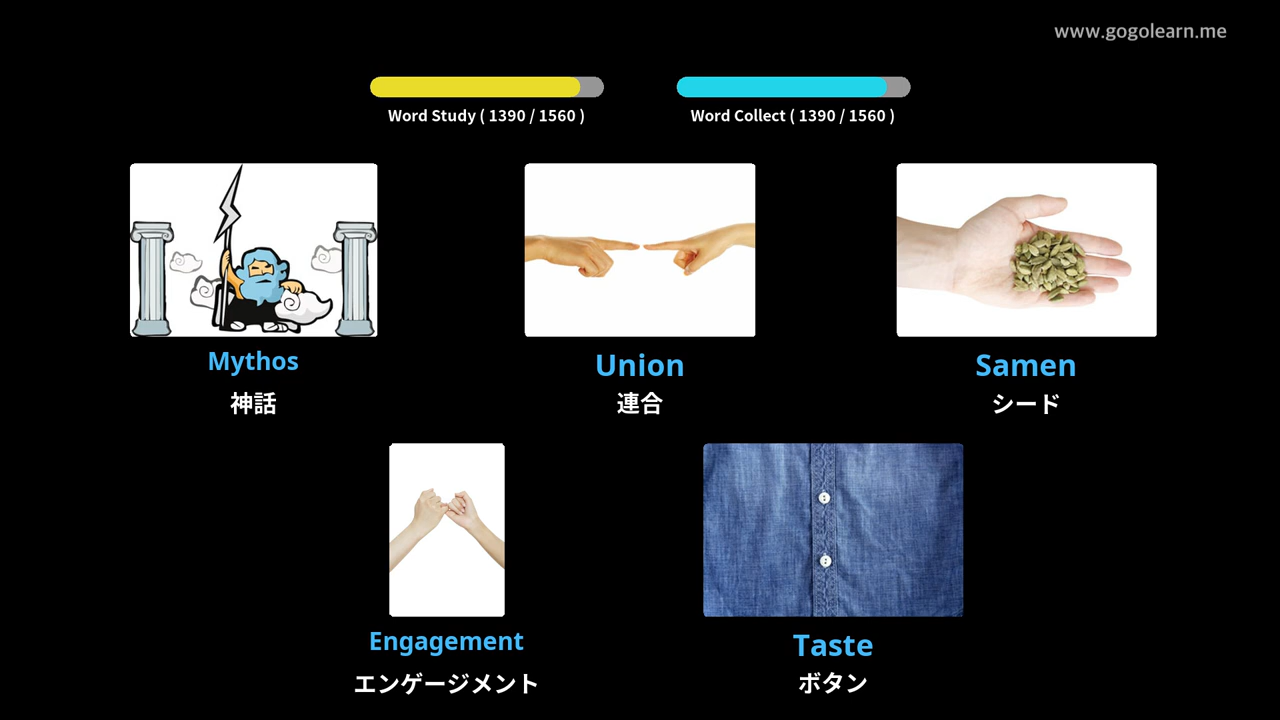 www.gogolearn.me
Word Study ( 1390 / 1560 )
Word Collect ( 1390 / 1560 )
Mythos
神話
Union
連合
Samen
シード
Engagement
エンゲージメント
Taste
ボタン